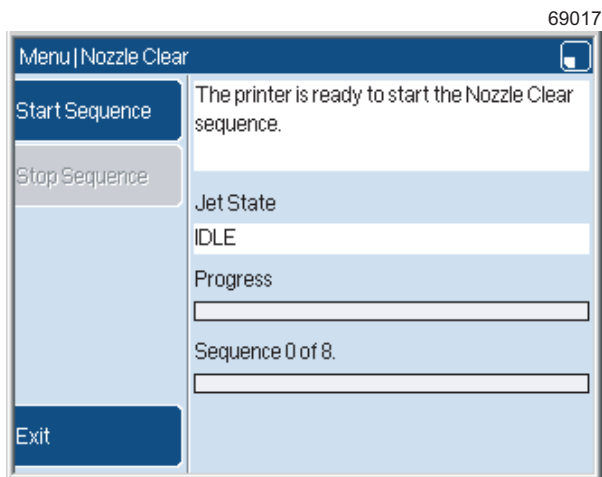 69017
Menu | Nozzle Clear
Start Sequence
Stop Sequence
Exit
The printer is ready to start the Nozzle Clear
sequence.
Jet State
IDLE
Progress
Sequence 0 of 8.